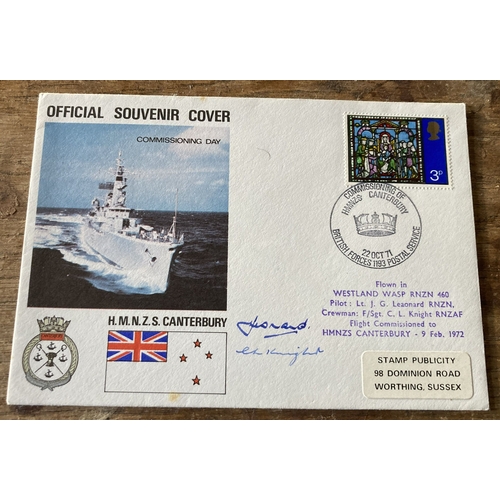 OFFICIAL SOUVENIR COVER
COMMISSIONING DAY
3P
COMMISSIONING OF
HMNZS CANTERBURY
22 OCT 71
BRITISH FORCES 1193 POSTAL SERVICE
Flown in
WESTLAND WASP RNZN 460
Pilot: Lt. J. G. Leannard RNZN,
Crewman: F/Sgt. C. L. Knight RNZAF
Flight Commissioned to
HMNZS CANTERBURY - 9 Feb. 1972
H.M.N.Z.S. CANTERBURY
STAMP PUBLICITY
98 DOMINION ROAD
WORTHING, SUSSEX